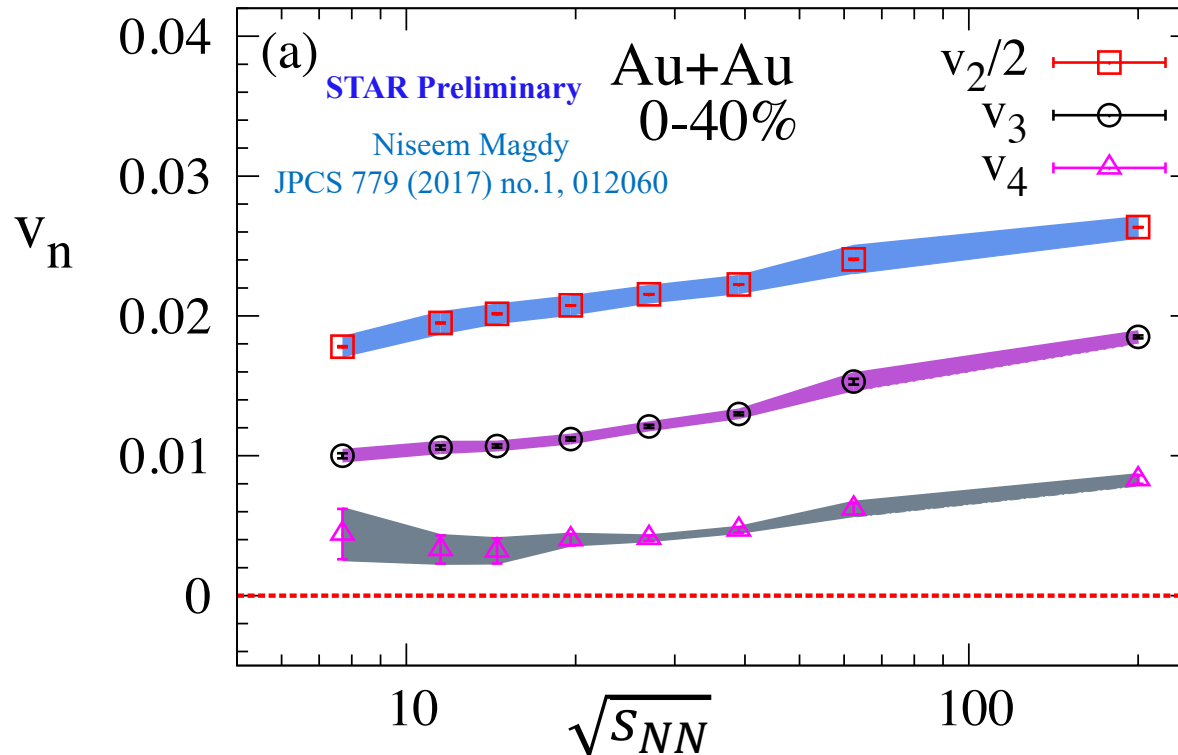 (a)
STAR Preliminary
Niseem Magdy
JPCS 779 (2017) no.1, 012060
Au+Au
0-40%
v₂/2
v₃
v₄
vₙ
0.04
0.03
0.02
0.01
0
10
100
√s_NN